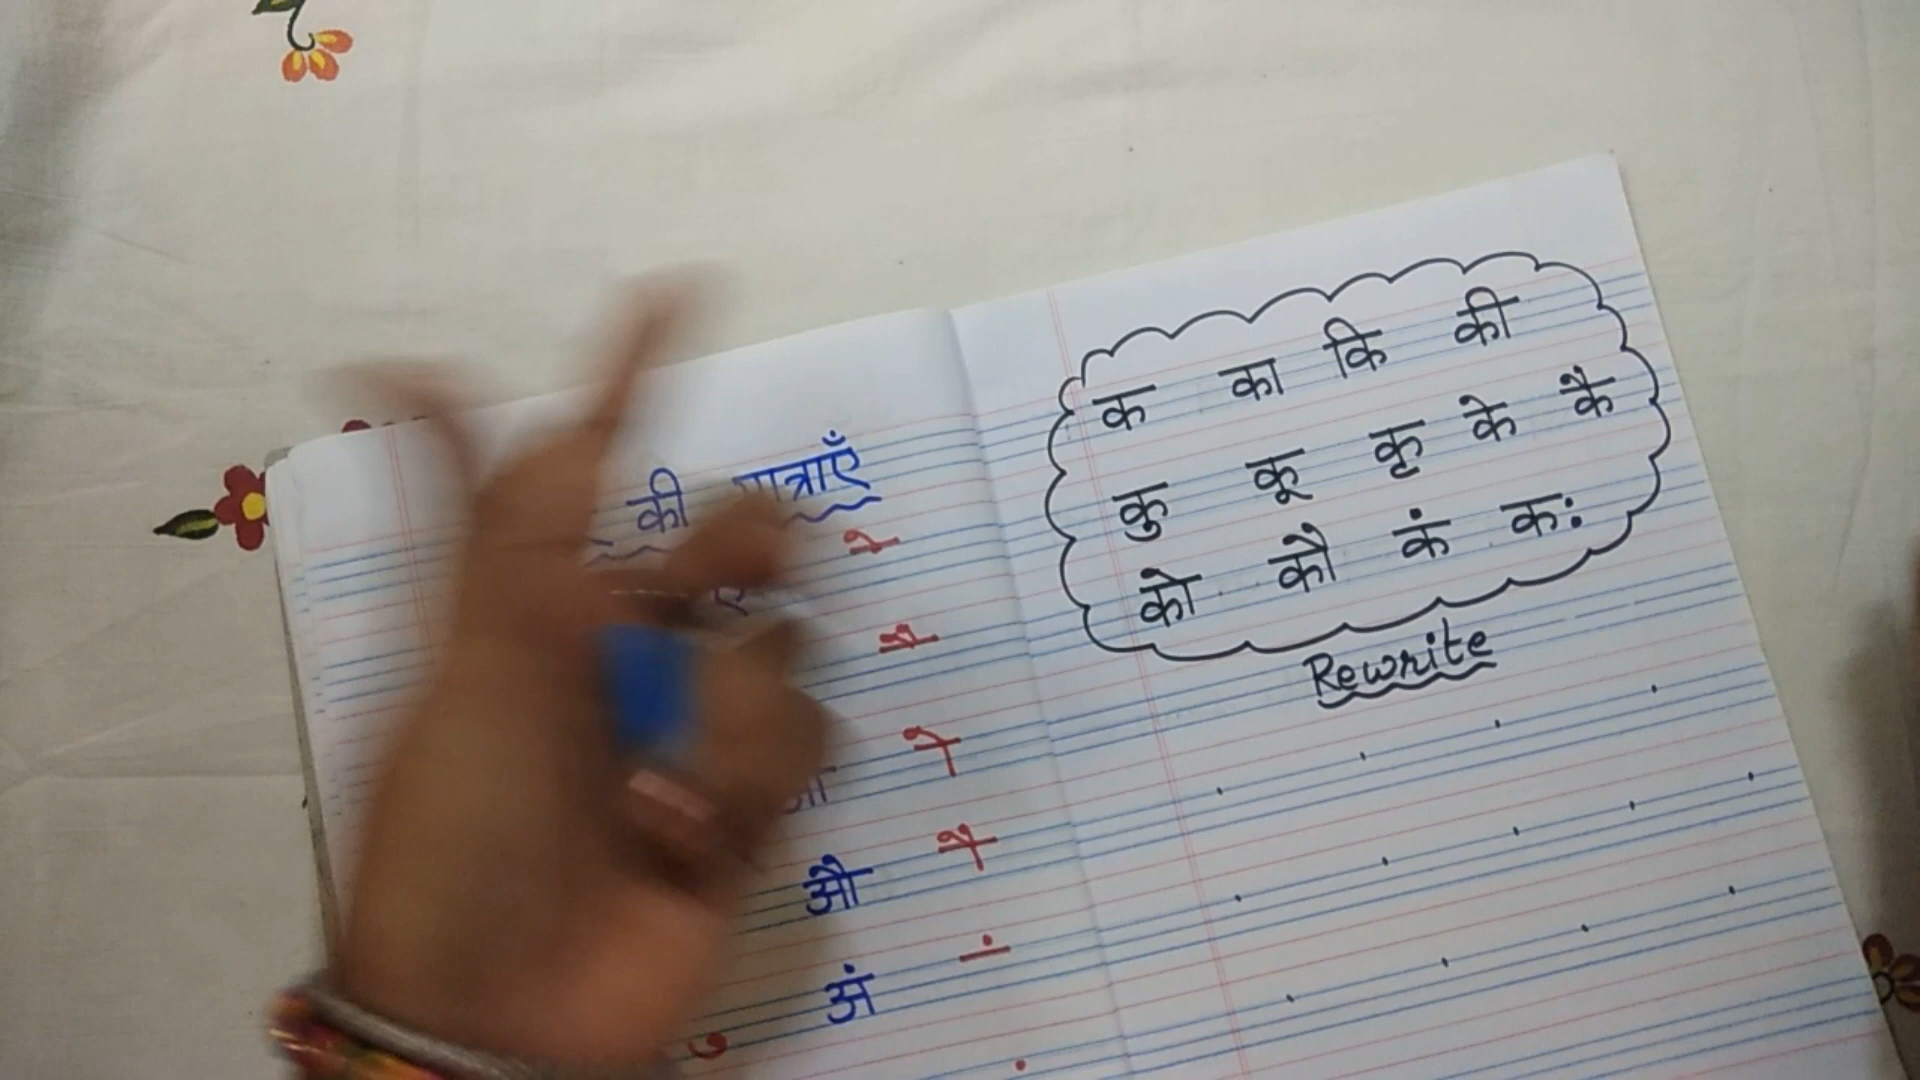 की मात्राएँ
ए े
ै
ो
औ ौ
अं ं
क का कि की
कु कू कृ के कै
को कौ कं कः
Rewrite